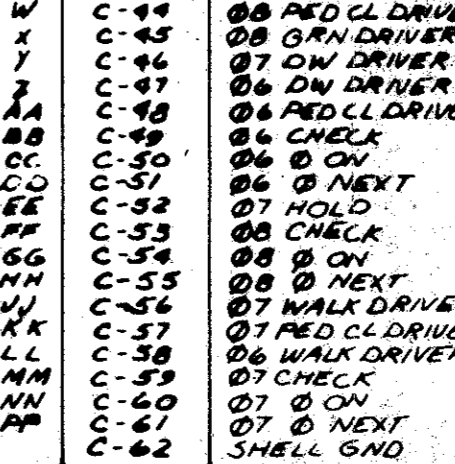 W C-44 Ø8 PED CL DRIVE
X C-45 Ø8 GRN DRIVER
Y C-46 Ø7 DW DRIVER
Z C-47 Ø6 DW DRIVER
AA C-48 Ø6 PED CL DRIVE
BB C-49 Ø6 CHECK
CC C-50 Ø6 Ø ON
DD C-51 Ø6 Ø NEXT
EE C-52 Ø7 HOLD
FF C-53 Ø8 CHECK
GG C-54 Ø8 Ø ON
HH C-55 Ø8 Ø NEXT
JJ C-56 Ø7 WALK DRIVE
KK C-57 Ø7 PED CL DRIVE
LL C-58 Ø6 WALK DRIVER
MM C-59 Ø7 CHECK
NN C-60 Ø7 Ø ON
PP C-61 Ø7 Ø NEXT
C-62 SHELL GND